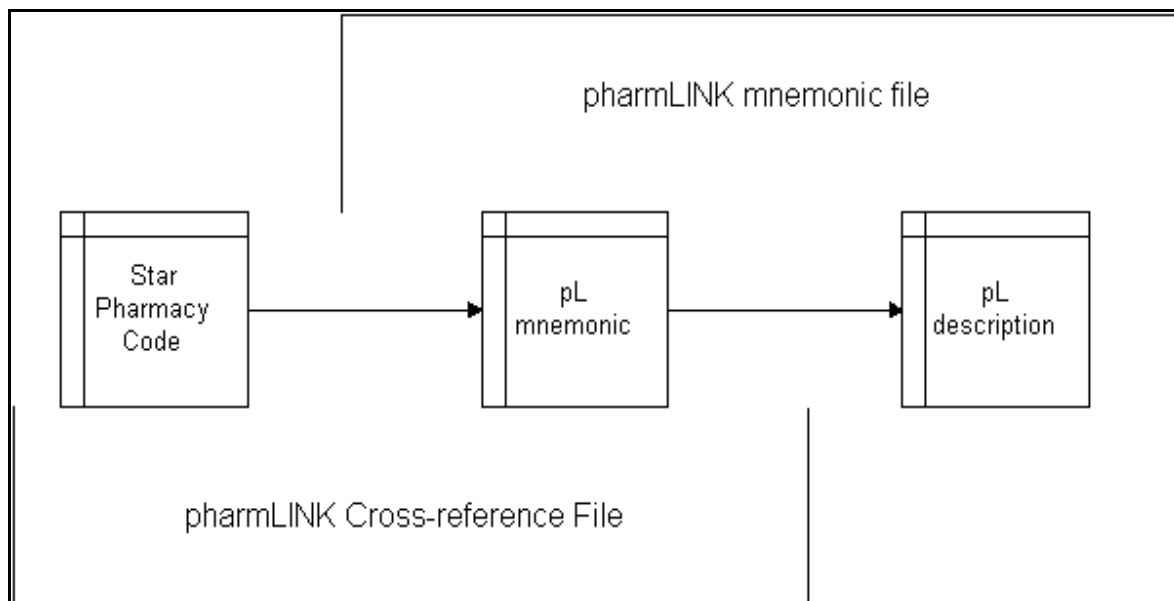 pharmLINK mnemonic file
Star
Pharmacy
Code
pL
mnemonic
pL
description
pharmLINK Cross-reference File